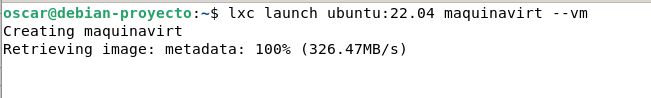 oscar@debian-proyecto:~$ lxc launch ubuntu:22.04 maquinavirt --vm
Creating maquinavirt
Retrieving image: metadata: 100% (326.47MB/s)